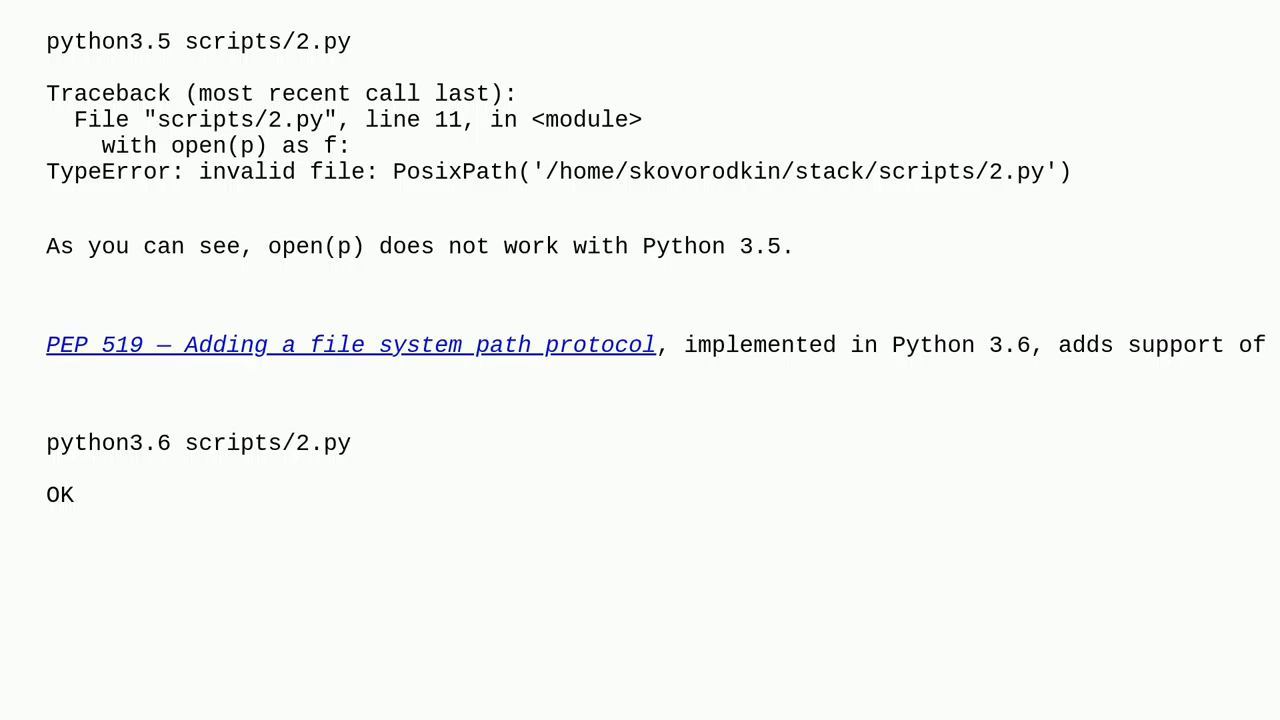 python3.5 scripts/2.py
Traceback (most recent call last):
File "scripts/2.py", line 11, in <module>
with open(p) as f:
TypeError: invalid file: PosixPath('/home/skovorodkin/stack/scripts/2.py')
As you can see, open(p) does not work with Python 3.5.
PEP 519 — Adding a file system path protocol, implemented in Python 3.6, adds support of
python3.6 scripts/2.py
OK